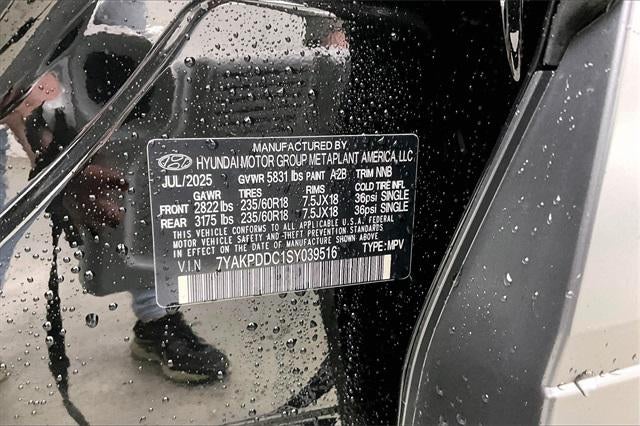 MANUFACTURED BY
HYUNDAI MOTOR GROUP METAPLANT AMERICA, LLC
JUL/2025 GVWR 5831 lbs PAINT A2B TRIM NNB
GAWR TIRES RIMS COLD TIRE INFL
FRONT 2822 lbs 235/60R18 7.5JX18 36psi SINGLE
REAR 3175 lbs 235/60R18 7.5JX18 36psi SINGLE
THIS VEHICLE CONFORMS TO ALL APPLICABLE U.S.A. FEDERAL
MOTOR VEHICLE SAFETY AND THEFT PREVENTION STANDARDS
IN EFFECT ON THE DATE OF MANUFACTURE SHOWN ABOVE.
V.I.N 7YAKPDDC1SY039516 TYPE: MPV